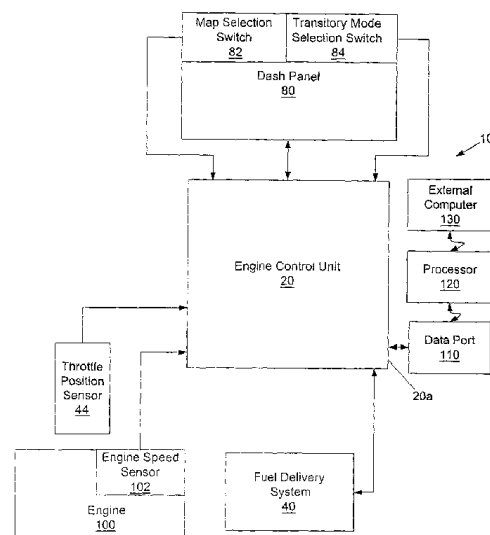 Map Selection
Switch
82
Transitory Mode
Selection Switch
84
Dash Panel
80
10
External
Computer
130
Engine Control Unit
20
Processor
120
Data Port
110
20a
Throttle
Position
Sensor
44
Engine Speed
Sensor
102
Engine
100
Fuel Delivery
System
40